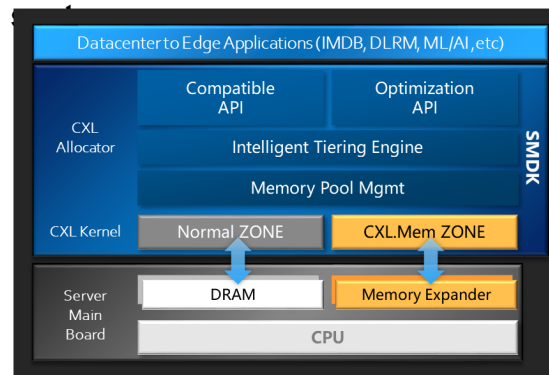 Datacenter to Edge Applications (IMDB, DLRM, ML/AI, etc)
Compatible
API
Optimization
API
CXL
Allocator
Intelligent Tiering Engine
Memory Pool Mgmt
SMDK
CXL Kernel
Normal ZONE
CXL.Mem ZONE
Server
Main
Board
DRAM
Memory Expander
CPU